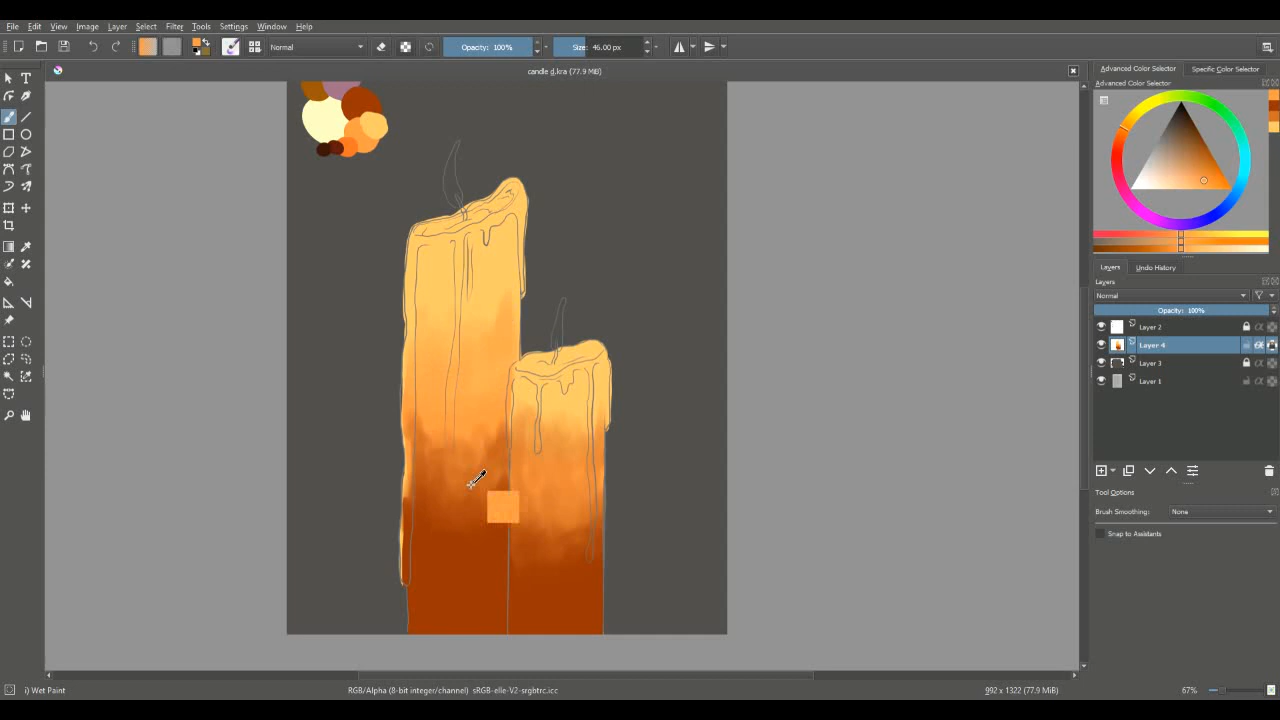 File Edit View Image Layer Select Filter Tools Settings Window Help
Normal Opacity: 100% Size: 46.00 px
candle d.kra (77.9 MiB)
Advanced Color Selector Specific Color Selector
Advanced Color Selector
Layers Undo History
Layers
Normal
Opacity: 100%
Layer 2
Layer 4
Layer 3
Layer 1
Tool Options
Brush Smoothing: None
Snap to Assistants
i) Wet Paint RGB/Alpha (8-bit integer/channel) sRGB-elle-V2-srgbtrc.icc 992 x 1322 (77.9 MiB) 67%